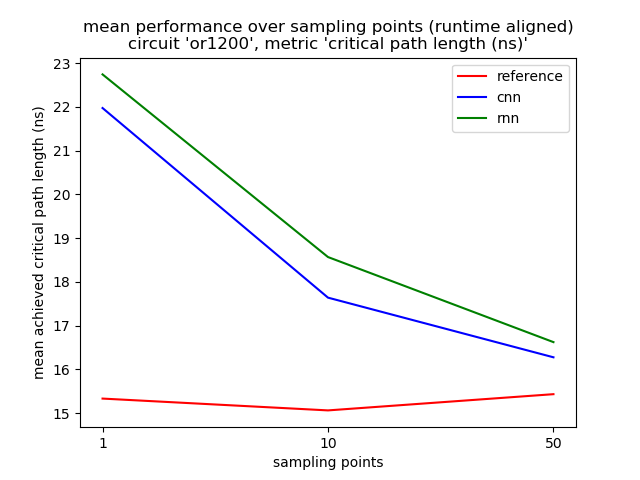 mean performance over sampling points (runtime aligned)
circuit 'or1200', metric 'critical path length (ns)'
reference
cnn
rnn
mean achieved critical path length (ns)
23
22
21
20
19
18
17
16
15
1
10
50
sampling points